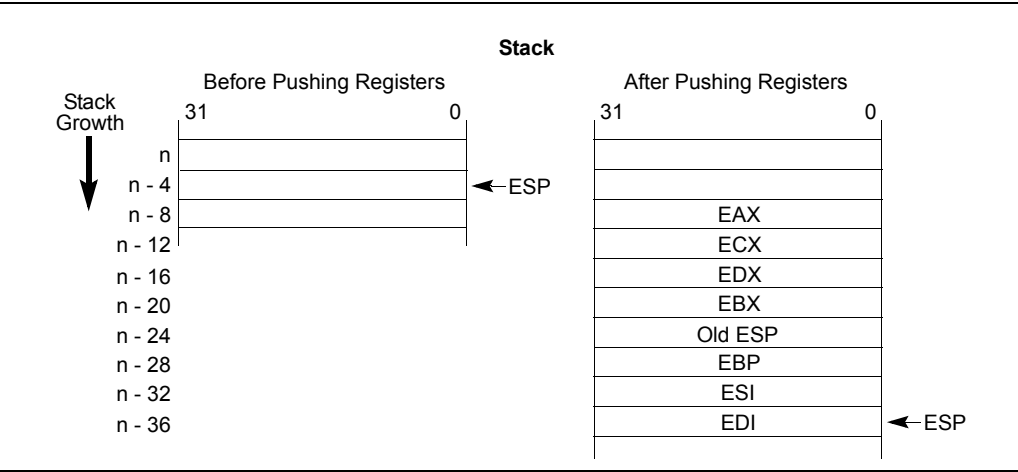 Stack
Before Pushing Registers
After Pushing Registers
Stack
Growth
31 0
31 0
n
n - 4 ESP
n - 8 EAX
n - 12 ECX
n - 16 EDX
n - 20 EBX
n - 24 Old ESP
n - 28 EBP
n - 32 ESI
n - 36 EDI ESP